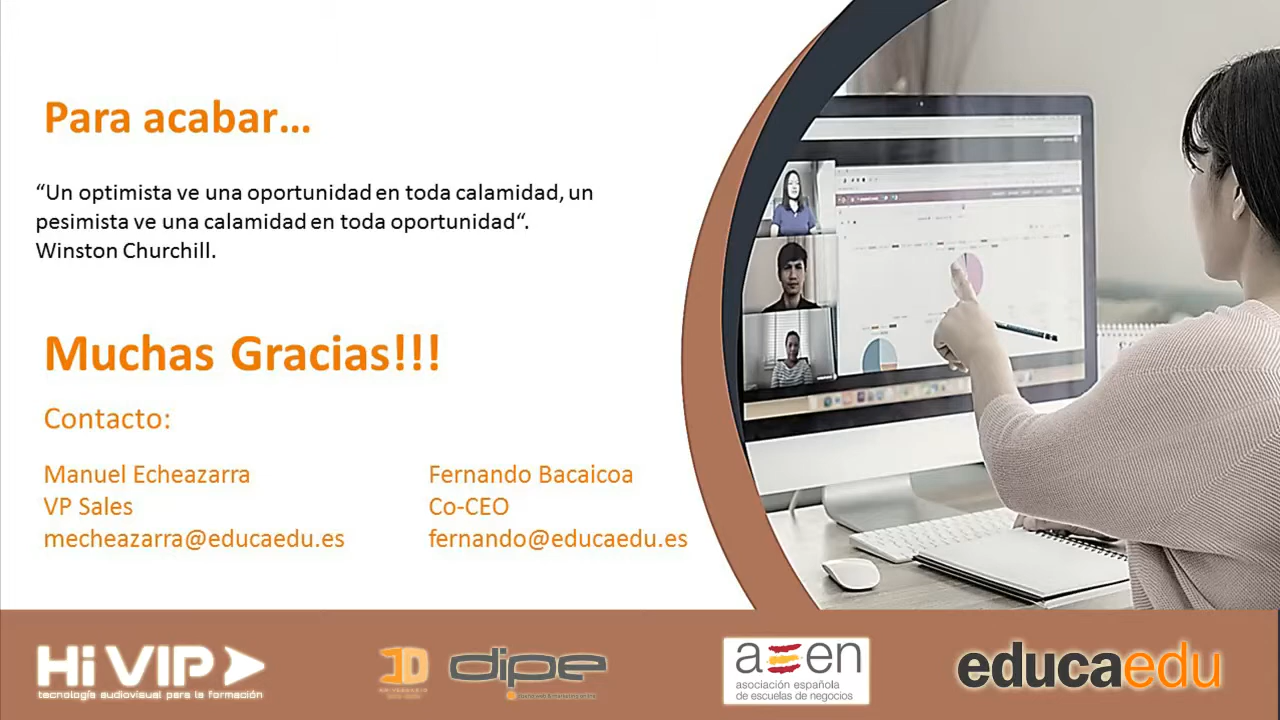 Para acabar...
“Un optimista ve una oportunidad en toda calamidad, un
pesimista ve una calamidad en toda oportunidad“.
Winston Churchill.
Muchas Gracias!!!
Contacto:
Manuel Echeazarra
VP Sales
mecheazarra@educaedu.es
Fernando Bacaicoa
Co-CEO
fernando@educaedu.es
Hi VIP
tecnología audiovisual para la formación
dipe
aeen
asociación española
de escuelas de negocios
educaedu